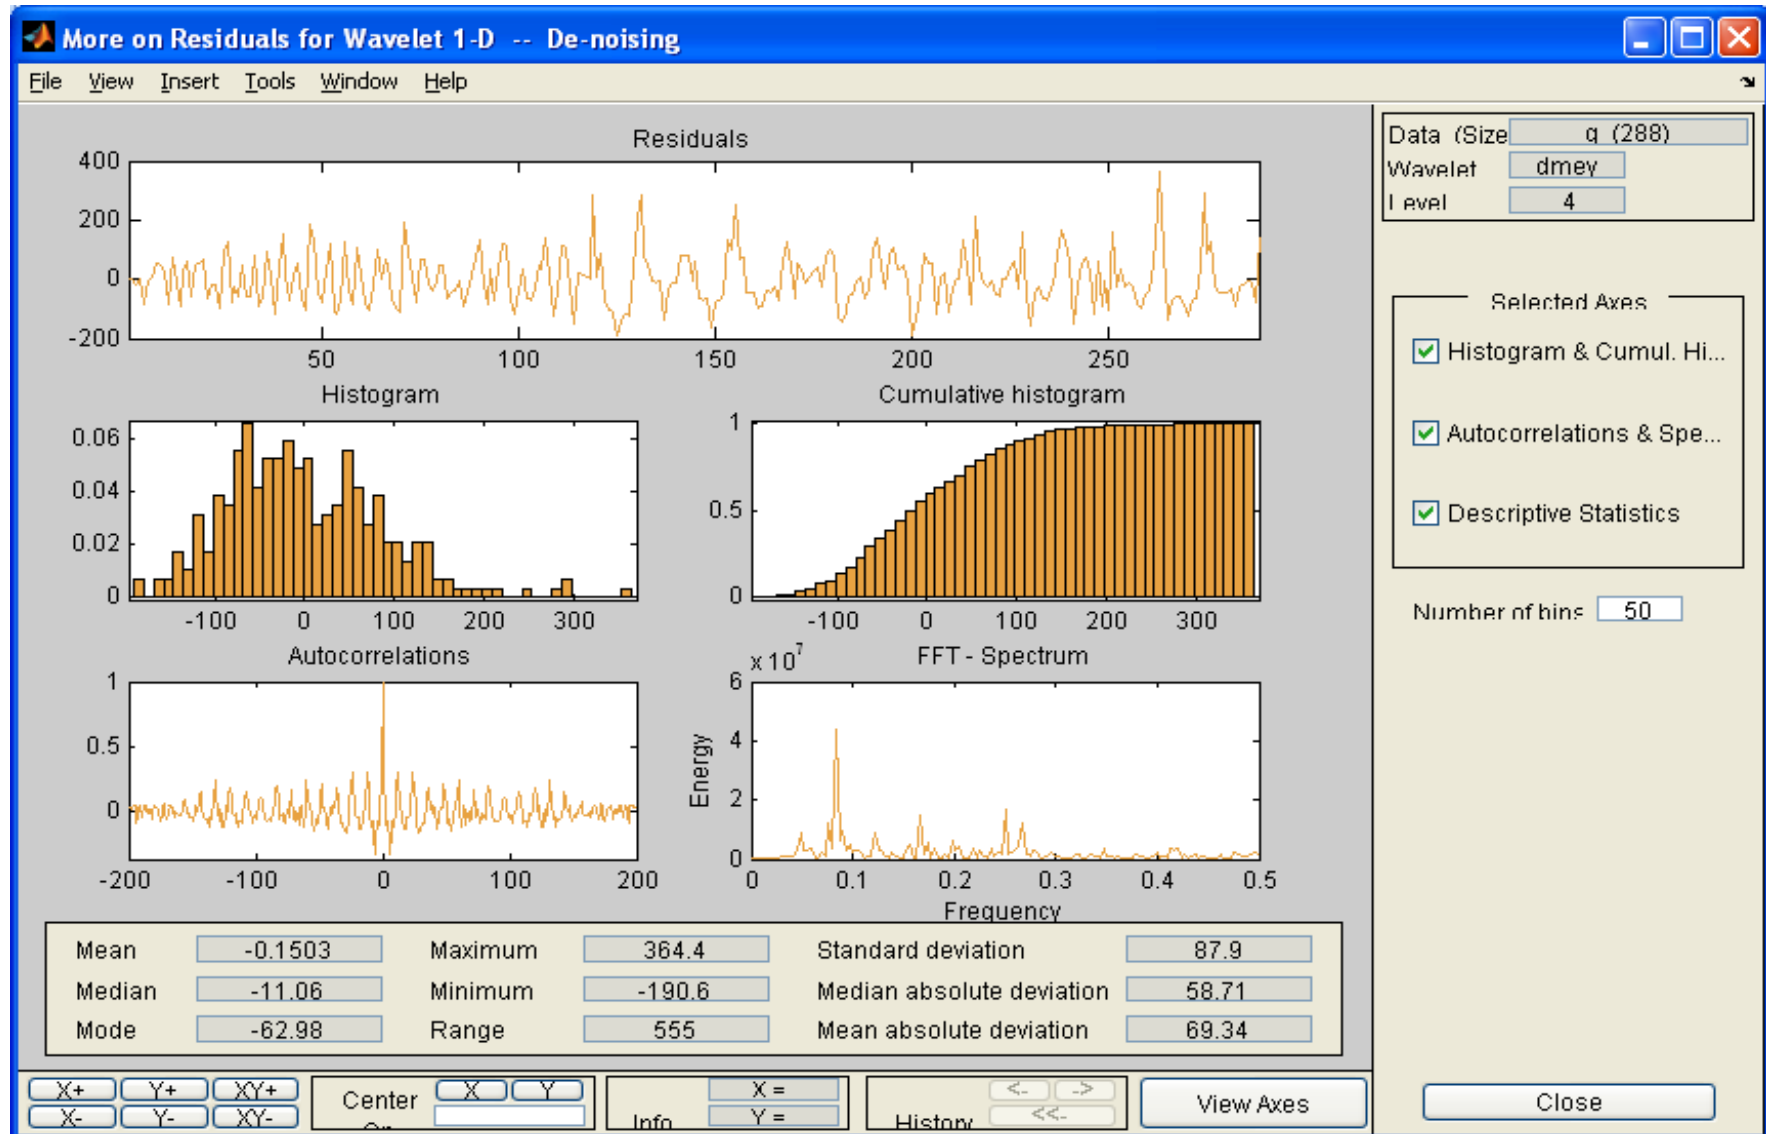 More on Residuals for Wavelet 1-D -- De-noising
File View Insert Tools Window Help
Residuals
400
200
0
-200
50 100 150 200 250
Histogram
0.06
0.04
0.02
0
-100 0 100 200 300
Cumulative histogram
1
0.5
0
-100 0 100 200 300
Autocorrelations
1
0.5
0
-200 -100 0 100 200
FFT - Spectrum
x 10^7
6
4
2
0
Energy
0 0.1 0.2 0.3 0.4 0.5
Frequency
Mean -0.1503 Maximum 364.4 Standard deviation 87.9
Median -11.06 Minimum -190.6 Median absolute deviation 58.71
Mode -62.98 Range 555 Mean absolute deviation 69.34
X+ Y+ XY+
X- Y- XY-
Center X Y
Info X =
Y =
History <- ->
<<-
View Axes
Data (Size q (288)
Wavelet dmey
Level 4
Selected Axes
Histogram & Cumul. Hi...
Autocorrelations & Spe...
Descriptive Statistics
Number of bins 50
Close